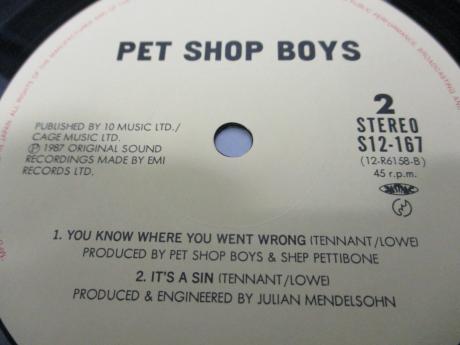 PET SHOP BOYS
2
STEREO
S12-167
(12-R6158-B)
45 r.p.m.
PUBLISHED BY 10 MUSIC LTD./
CAGE MUSIC LTD.
Ⓟ 1987 ORIGINAL SOUND
RECORDINGS MADE BY EMI
RECORDS LTD.
1. YOU KNOW WHERE YOU WENT WRONG (TENNANT/LOWE)
PRODUCED BY PET SHOP BOYS & SHEP PETTIBONE
2. IT'S A SIN (TENNANT/LOWE)
PRODUCED & ENGINEERED BY JULIAN MENDELSOHN